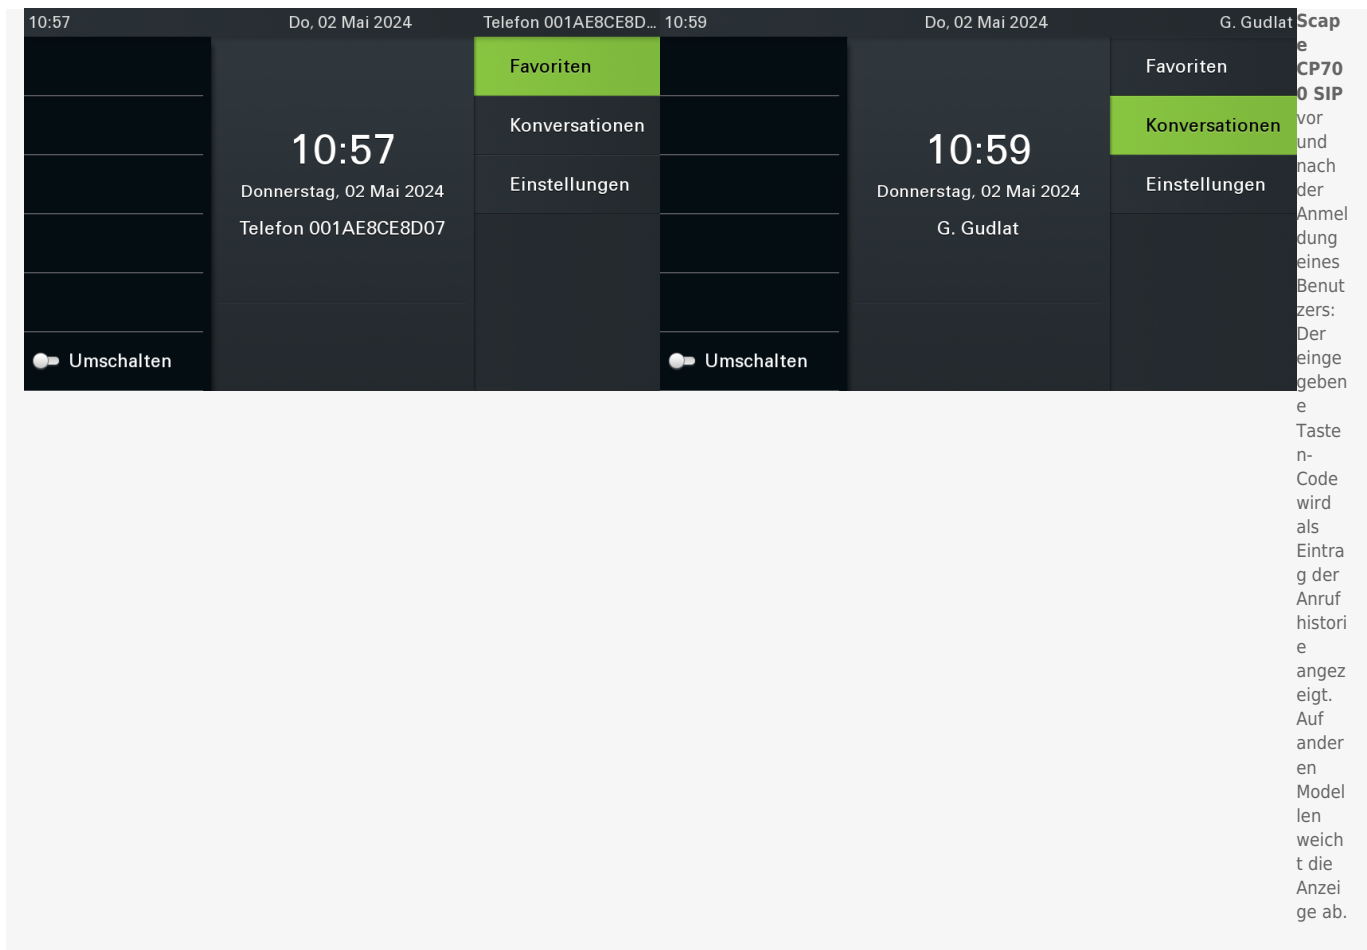 10:57
Do, 02 Mai 2024
Telefon 001AE8CE8D...
Favoriten
Konversationen
Einstellungen
10:57
Donnerstag, 02 Mai 2024
Telefon 001AE8CE8D07
Umschalten
10:59
Do, 02 Mai 2024
G. Gudlat
Favoriten
Konversationen
Einstellungen
10:59
Donnerstag, 02 Mai 2024
G. Gudlat
Umschalten
Scap
e
CP70
0 SIP
vor
und
nach
der
Anmel
dung
eines
Benut
zers:
Der
einge
geben
e
Taste
n-
Code
wird
als
Eintra
g der
Anruf
histori
e
angez
eigt.
Auf
ander
en
Model
len
weich
t die
Anzei
ge ab.